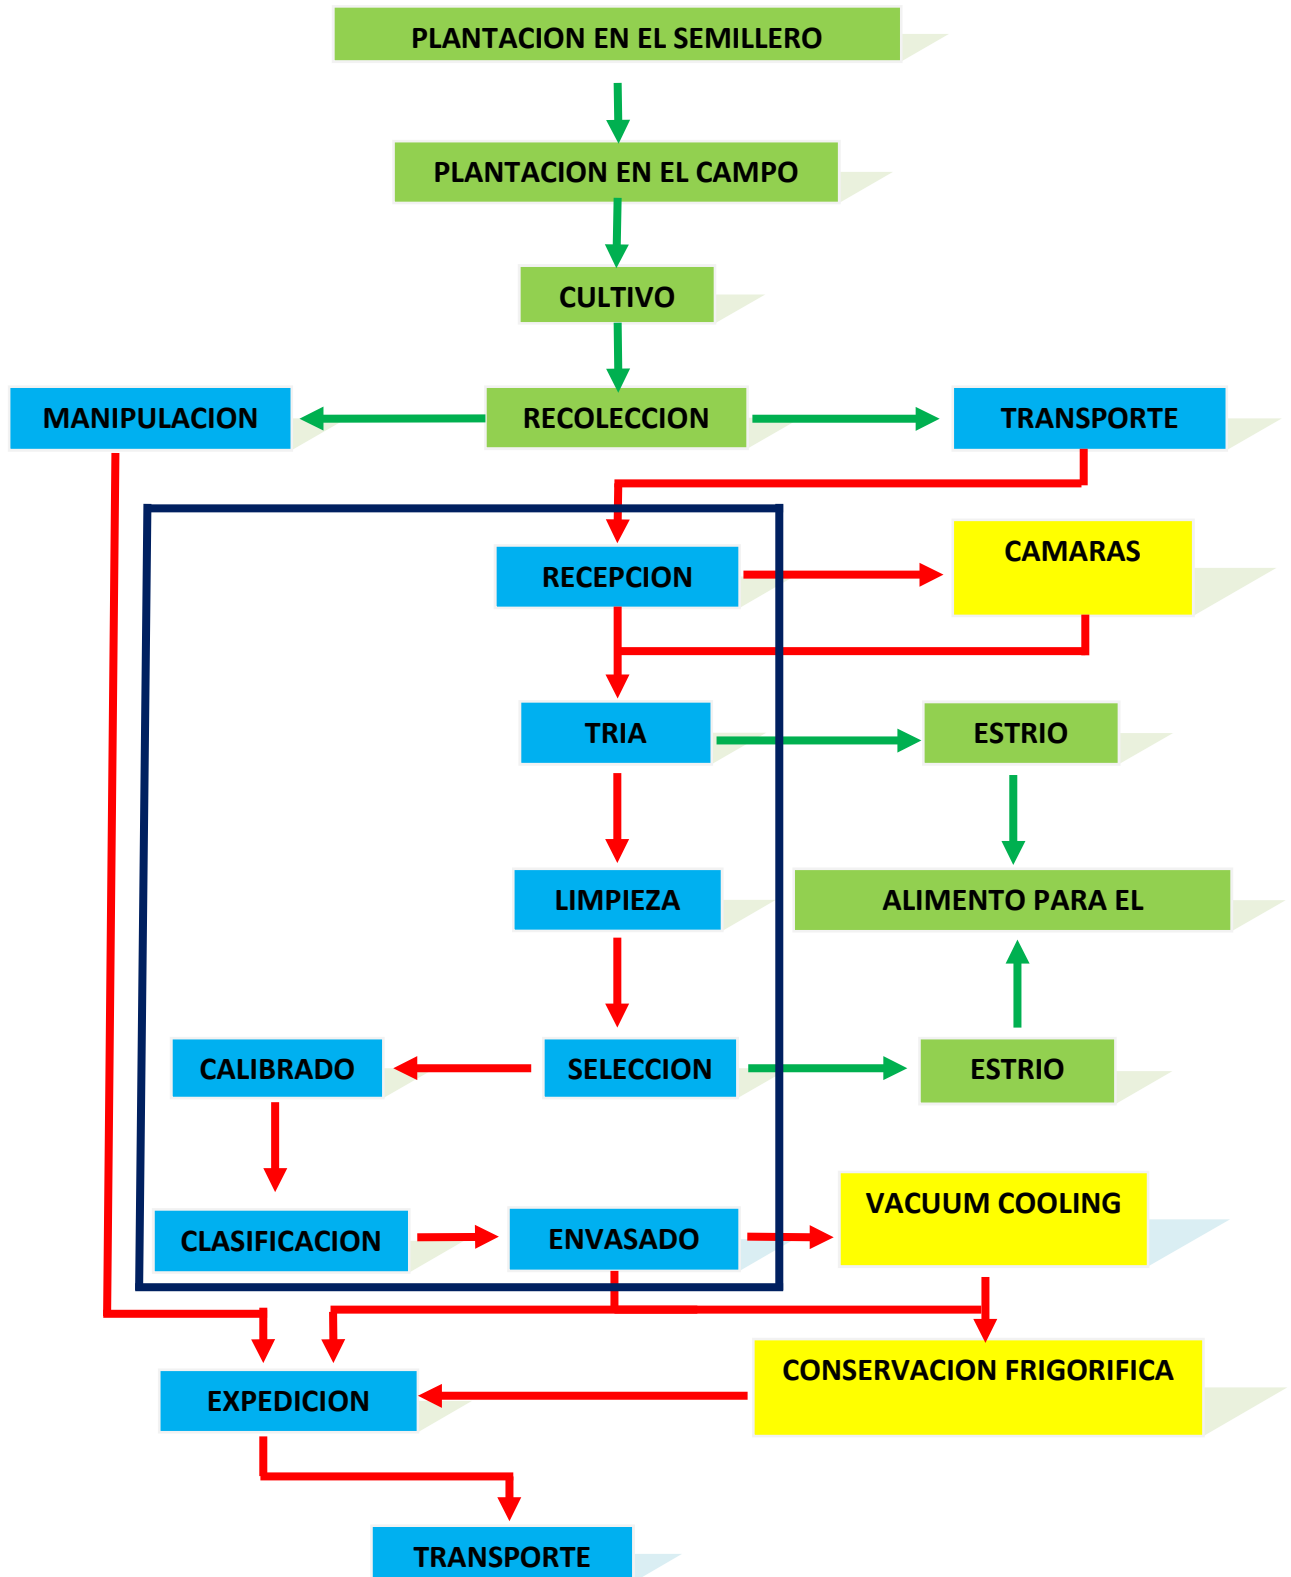 PLANTACION EN EL SEMILLERO
PLANTACION EN EL CAMPO
CULTIVO
MANIPULACION
RECOLECCION
TRANSPORTE
RECEPCION
CAMARAS
TRIA
ESTRIO
LIMPIEZA
ALIMENTO PARA EL
CALIBRADO
SELECCION
ESTRIO
CLASIFICACION
ENVASADO
VACUUM COOLING
CONSERVACION FRIGORIFICA
EXPEDICION
TRANSPORTE